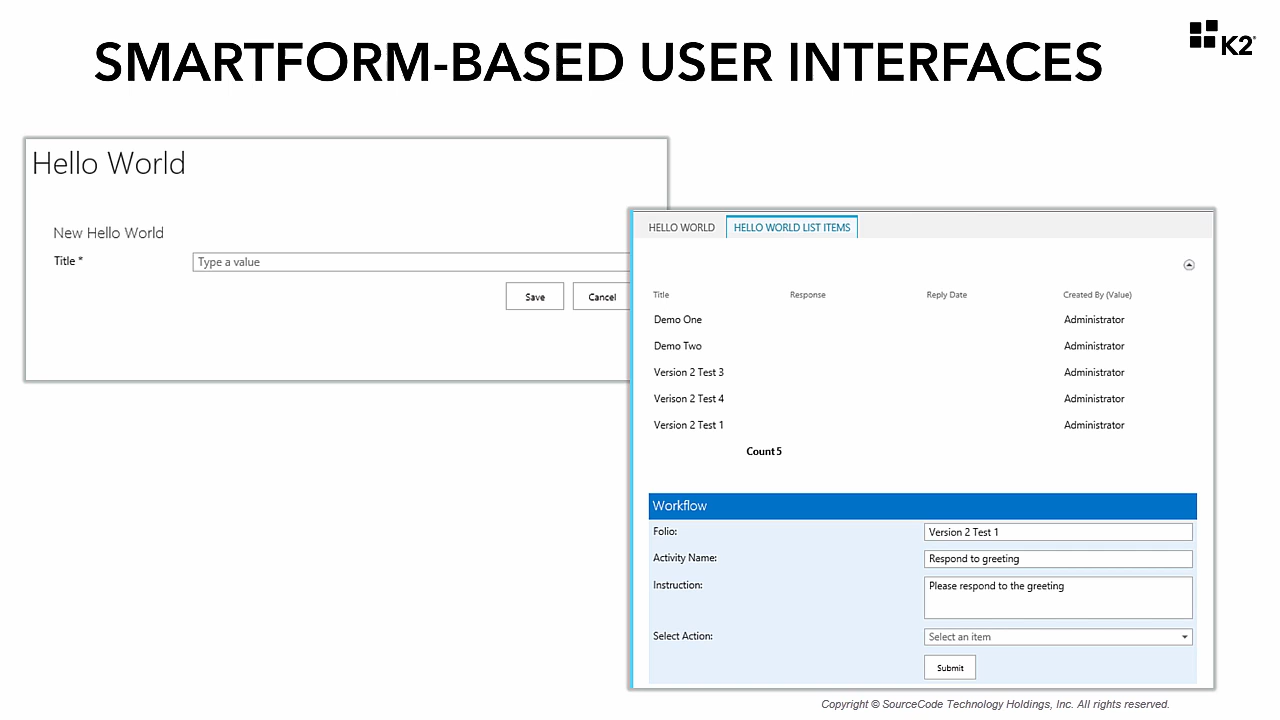 SMARTFORM-BASED USER INTERFACES
K2
Hello World
New Hello World
Title * Type a value
Save Cancel
HELLO WORLD HELLO WORLD LIST ITEMS
Title Response Reply Date Created By (Value)
Demo One Administrator
Demo Two Administrator
Version 2 Test 3 Administrator
Verison 2 Test 4 Administrator
Version 2 Test 1 Administrator
Count 5
Workflow
Folio: Version 2 Test 1
Activity Name: Respond to greeting
Instruction: Please respond to the greeting
Select Action: Select an item
Submit
Copyright © SourceCode Technology Holdings, Inc. All rights reserved.